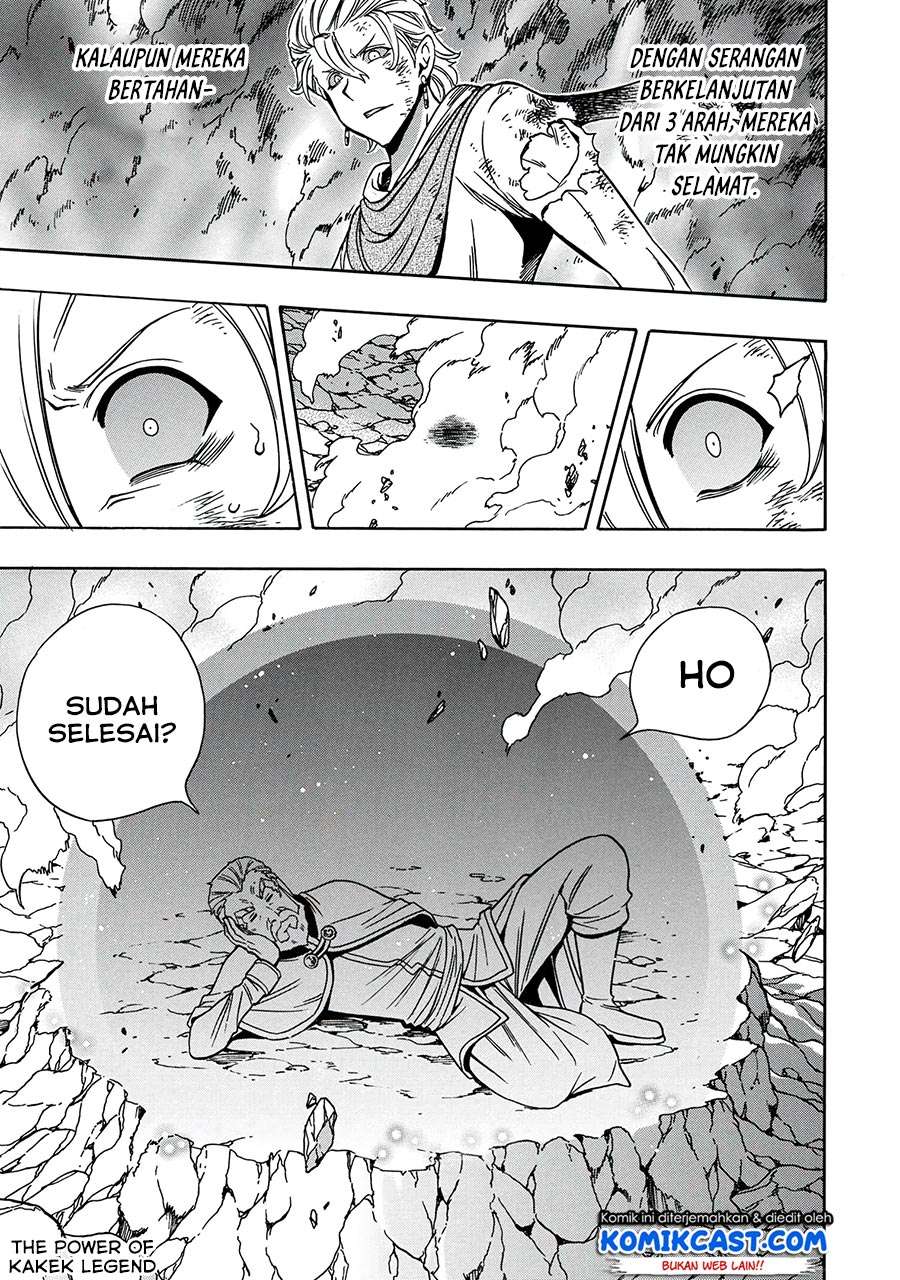 DENGAN SERANGAN
BERKELANJUTAN
DARI 3 ARAH, MEREKA
TAK MUNGKIN
SELAMAT.
KALAUPUN MEREKA
BERTAHAN-
HO
SUDAH
SELESAI?
THE POWER OF
KAKEK LEGEND
Komik ini diterjemahkan & diedit oleh
KOMIKCAST.COM
BUKAN WEB LAIN!!